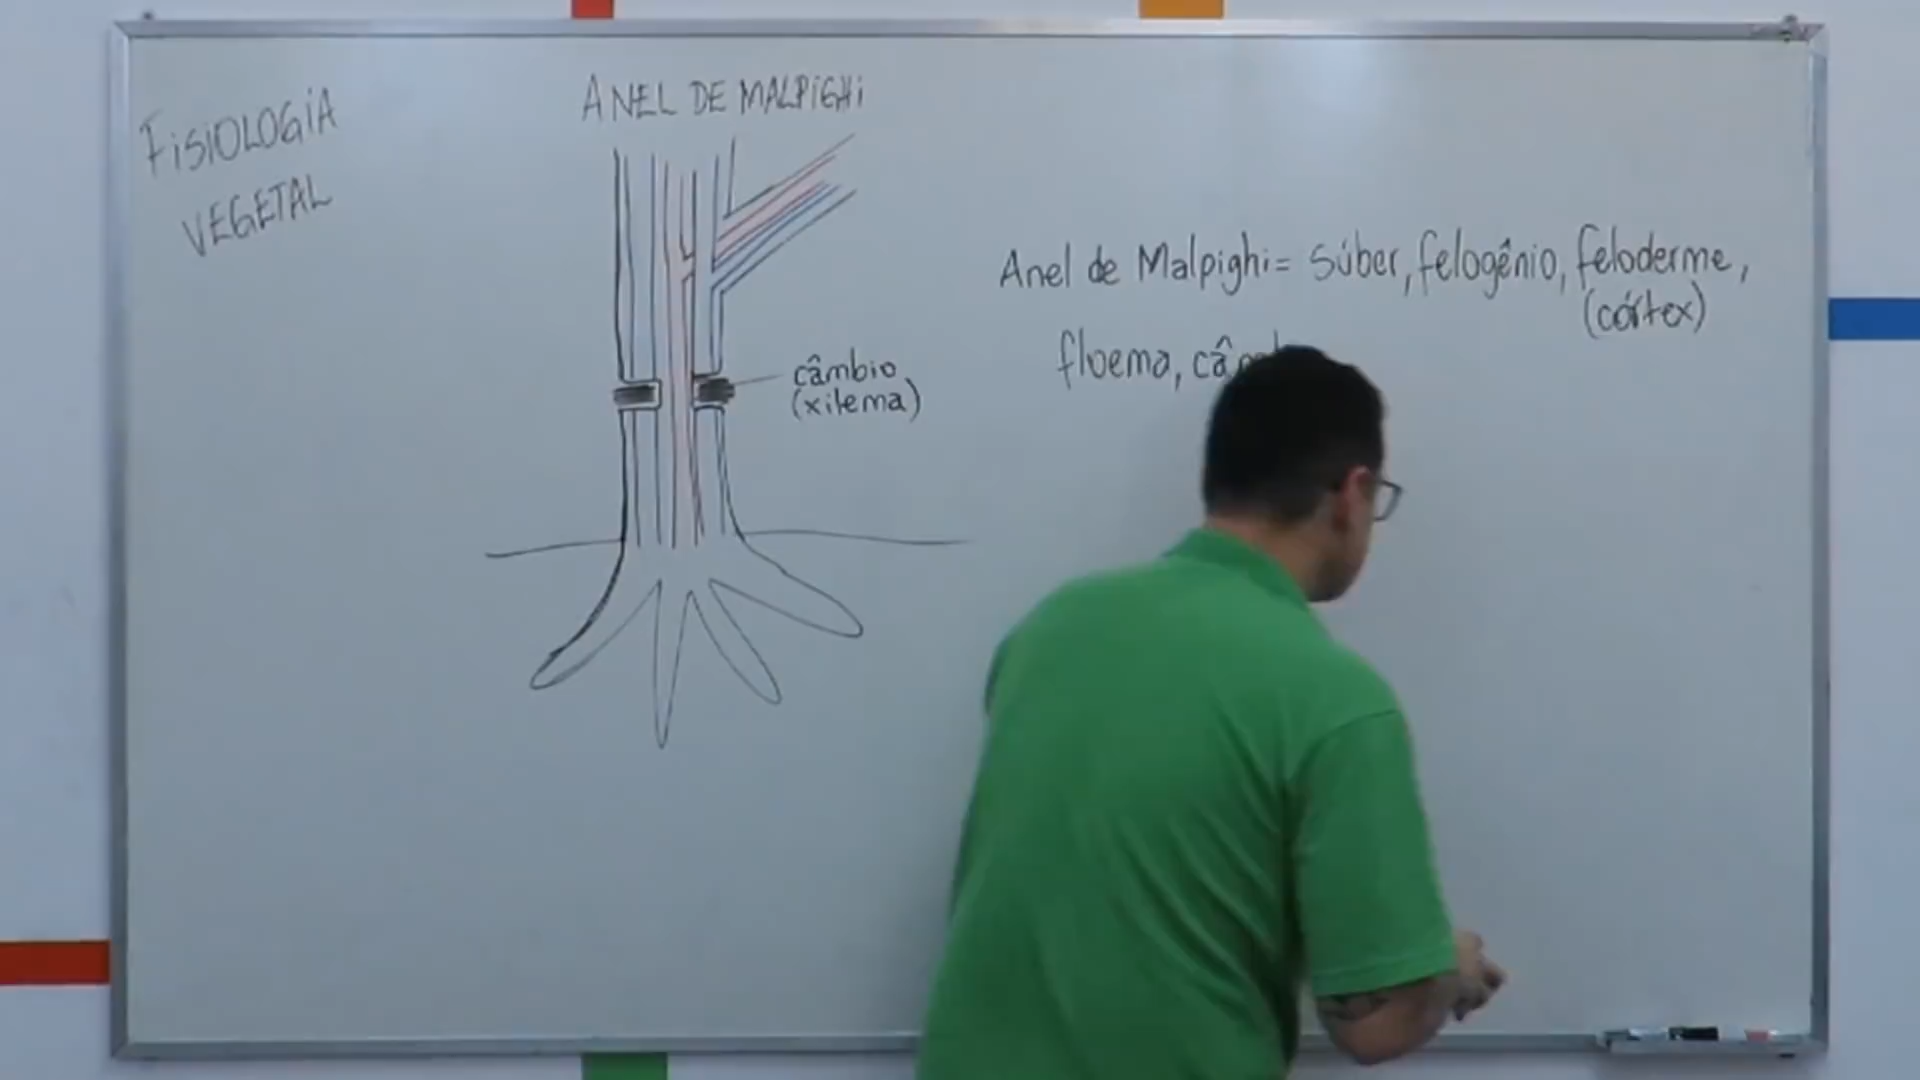 FISIOLOGIA
VEGETAL
ANEL DE MALPIGHI
câmbio
(xilema)
Anel de Malpighi = súber, felogênio, feloderme,
(córtex)
floema,